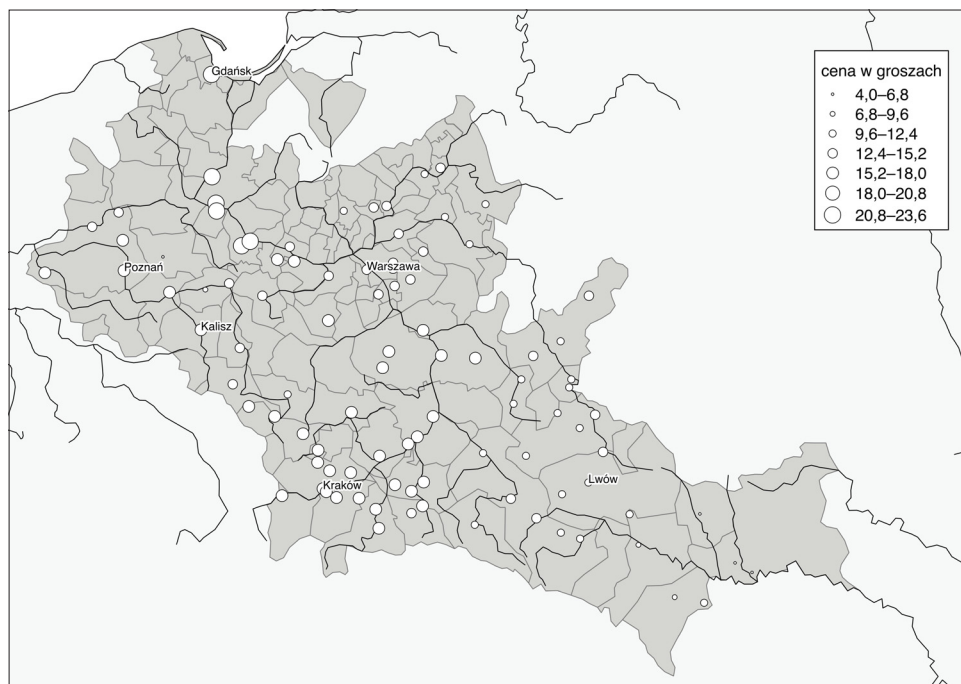 Gdańsk
cena w groszach
4,0–6,8
6,8–9,6
9,6–12,4
12,4–15,2
15,2–18,0
18,0–20,8
20,8–23,6
Poznań
Warszawa
Kalisz
Kraków
Lwów